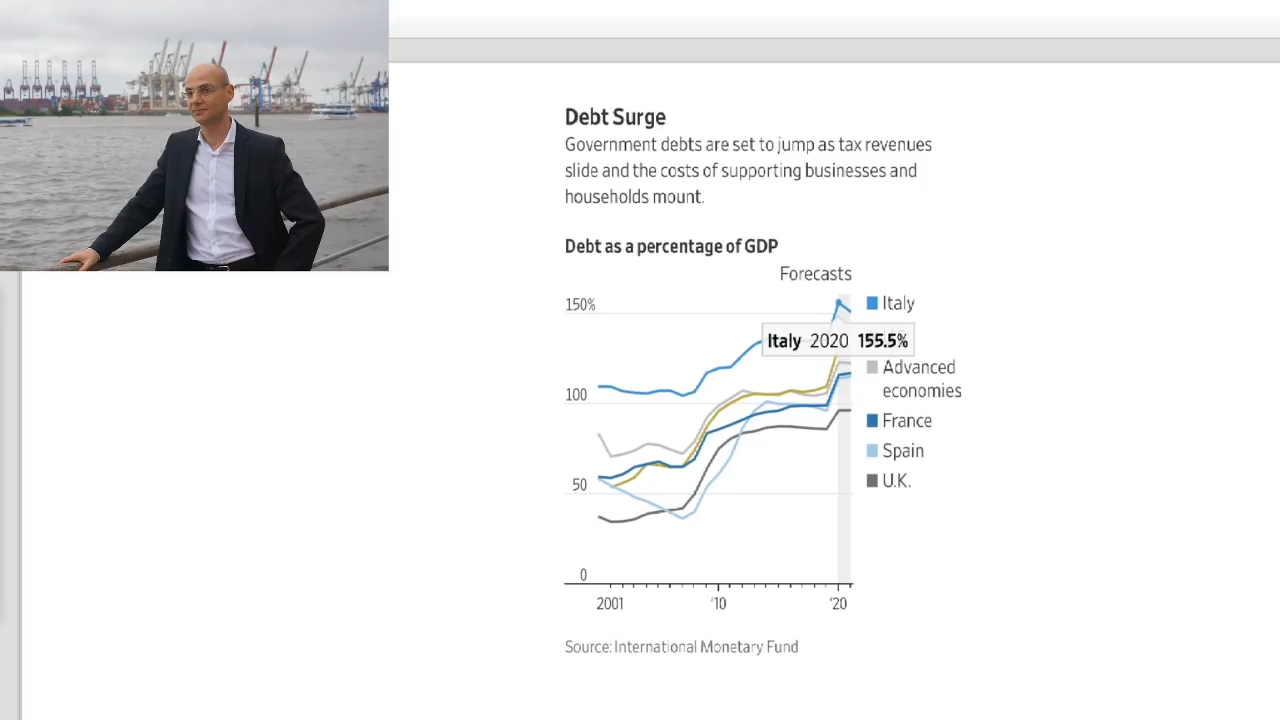 Debt Surge
Government debts are set to jump as tax revenues
slide and the costs of supporting businesses and
households mount.
Debt as a percentage of GDP
Forecasts
150%
Italy
Italy 2020 155.5%
100
Advanced
economies
France
Spain
50
U.K.
0
2001 '10 '20
Source: International Monetary Fund